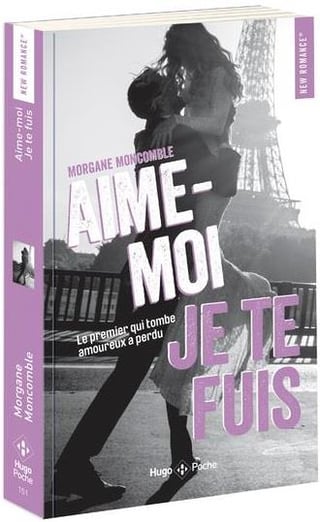 NEW ROMANCE®
Aime-moi
Je te fuis
Morgane
Moncomble
Hugo
Poche
151
NEW ROMANCE®
MORGANE MONCOMBLE
AIME-
MOI
Le premier qui tombe
amoureux a perdu
JE TE
FUIS
Hugo Poche